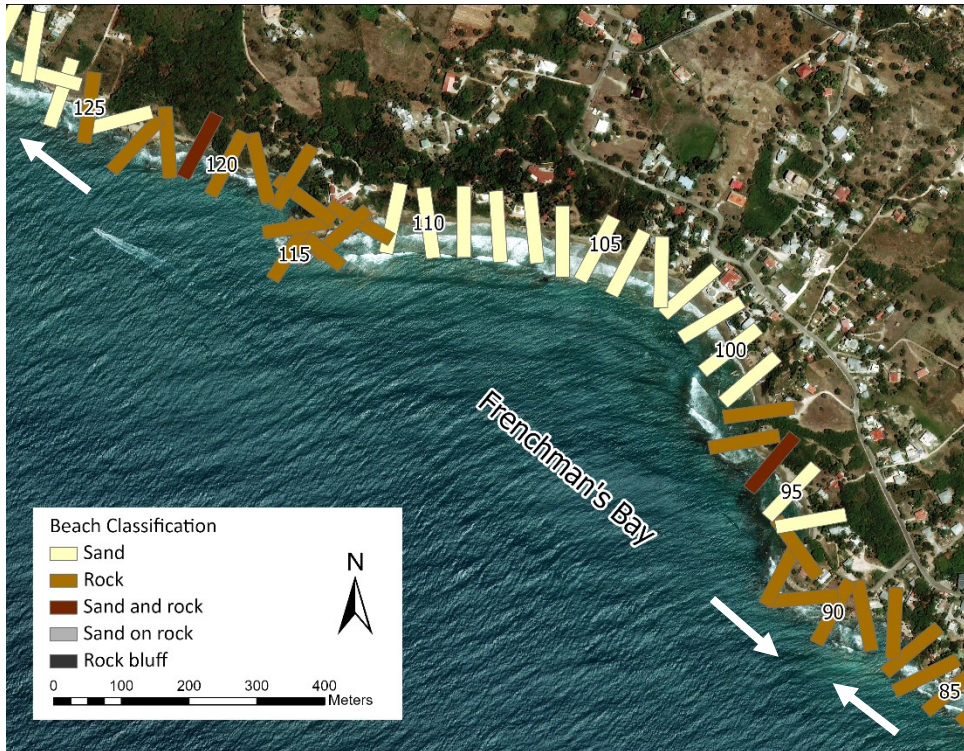 125
120
115
110
105
100
95
90
85
Frenchman's Bay
Beach Classification
Sand
Rock
Sand and rock
Sand on rock
Rock bluff
N
0 100 200 300 400
Meters